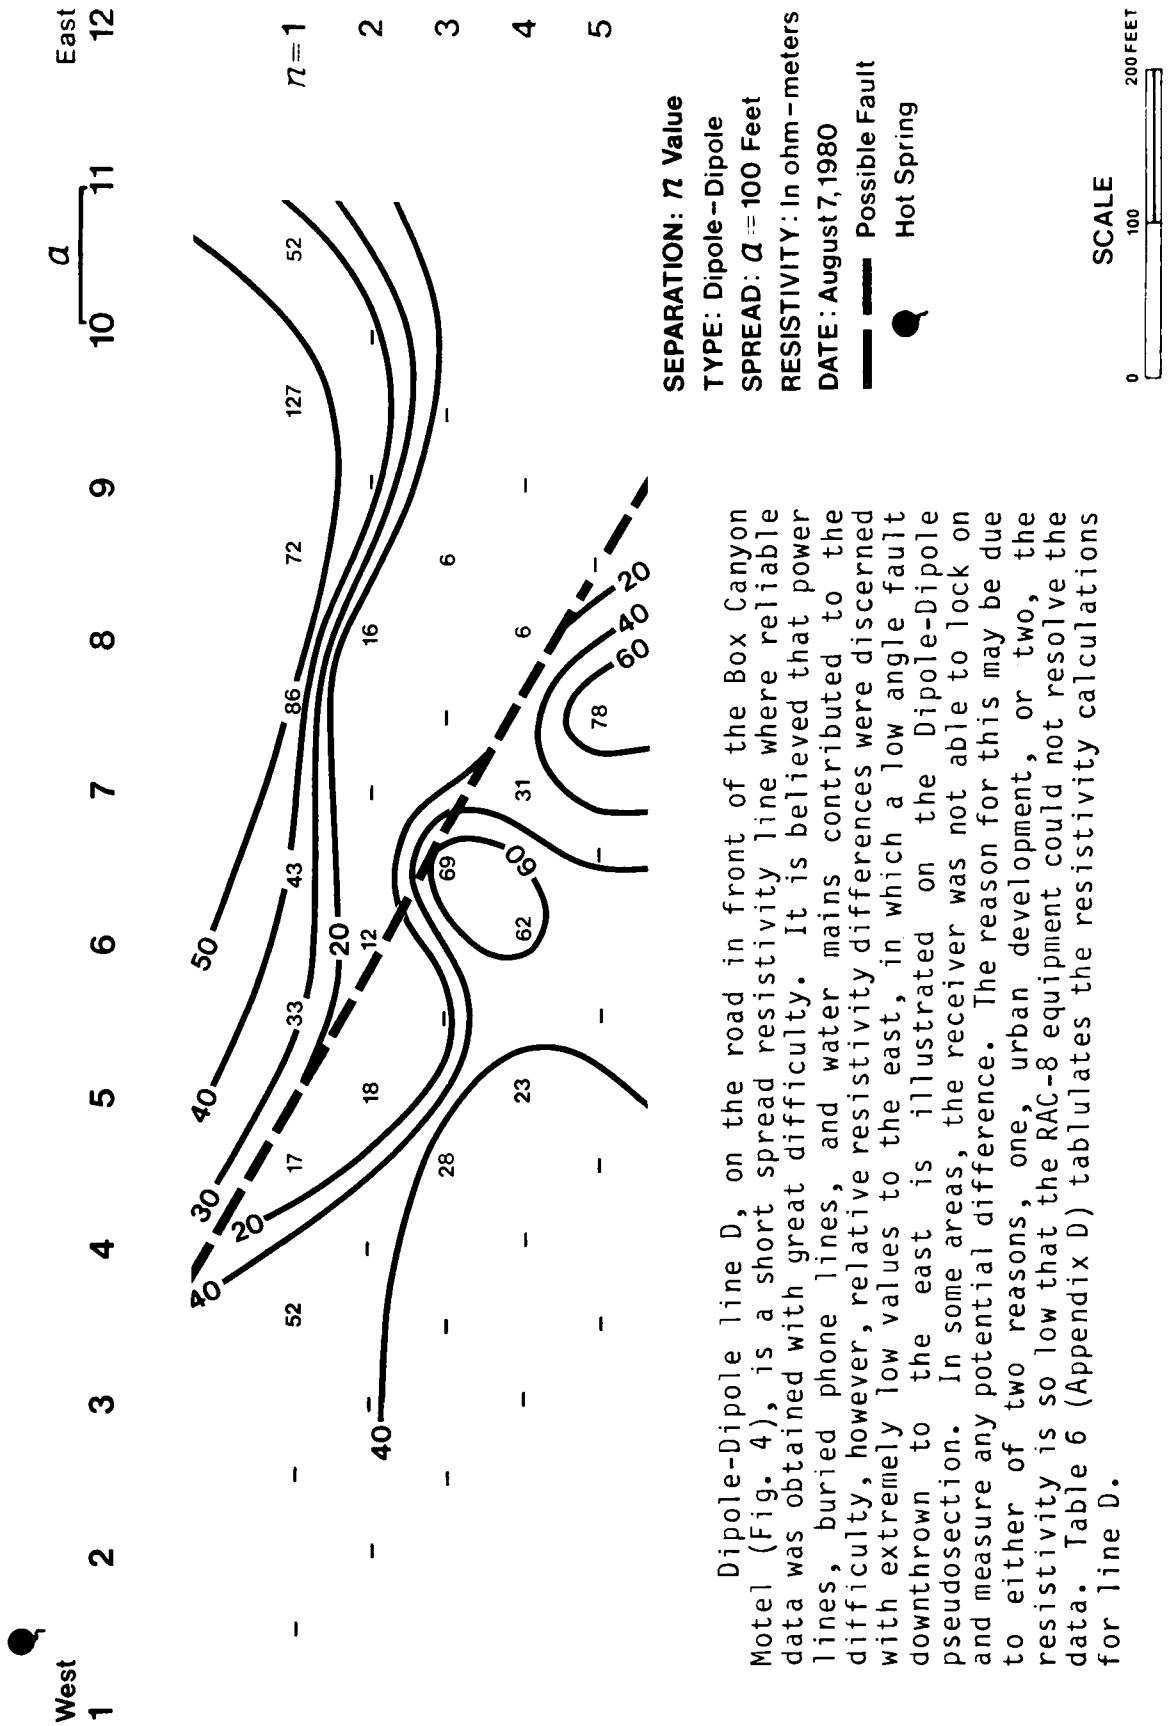 West
East
1 2 3 4 5 6 7 8 9 10 11 12
a
50
40
30
40
20
– – 52 17 33 43 86 72 127 52 n=1
20
– – – 18 12 – 16 – – 2
40
– – 28 – 69 – 6 – 3
60
– – 23 62 31 6 – 4
– – – – 78 – 5
20
40
60
SEPARATION: n Value
TYPE: Dipole–Dipole
SPREAD: a = 100 Feet
RESISTIVITY: In ohm–meters
DATE: August 7, 1980
Possible Fault
Hot Spring
SCALE
0 100 200 FEET
Dipole-Dipole line D, on the road in front of the Box Canyon
Motel (Fig. 4), is a short spread resistivity line where reliable
data was obtained with great difficulty. It is believed that power
lines, buried phone lines, and water mains contributed to the
difficulty, however, relative resistivity differences were discerned
with extremely low values to the east, in which a low angle fault
downthrown to the east is illustrated on the Dipole-Dipole
pseudosection. In some areas, the receiver was not able to lock on
and measure any potential difference. The reason for this may be due
to either of two reasons, one, urban development, or two, the
resistivity is so low that the RAC-8 equipment could not resolve the
data. Table 6 (Appendix D) tablulates the resistivity calculations
for line D.